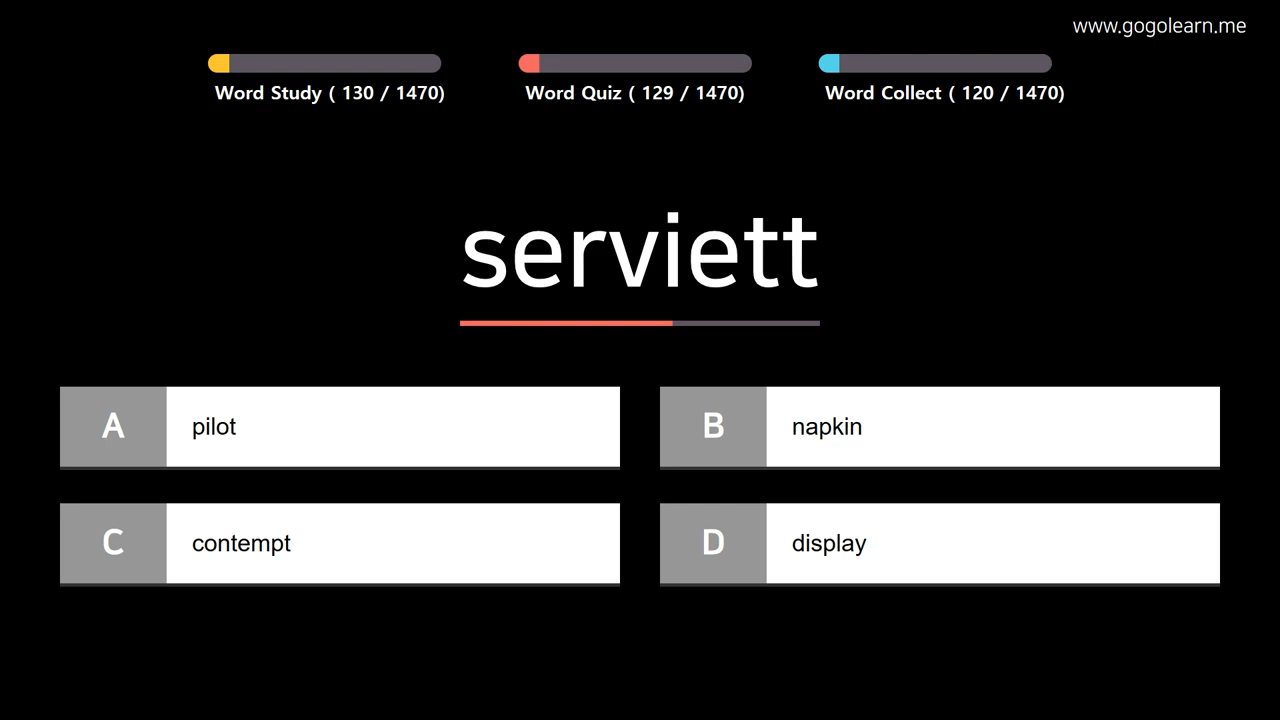 www.gogolearn.me
Word Study ( 130 / 1470)
Word Quiz ( 129 / 1470)
Word Collect ( 120 / 1470)
serviett
A pilot
B napkin
C contempt
D display